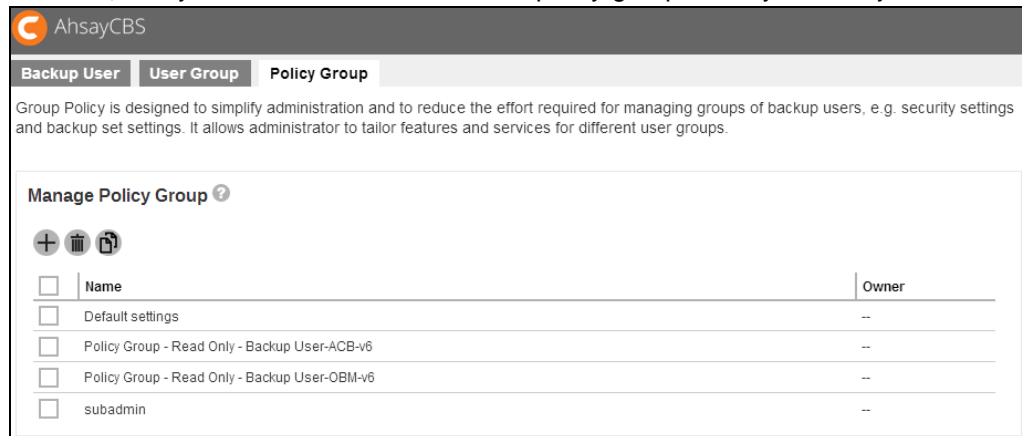 AhsayCBS
Backup User User Group Policy Group
Group Policy is designed to simplify administration and to reduce the effort required for managing groups of backup users, e.g. security settings
and backup set settings. It allows administrator to tailor features and services for different user groups.
Manage Policy Group ?
Name Owner
Default settings --
Policy Group - Read Only - Backup User-ACB-v6 --
Policy Group - Read Only - Backup User-OBM-v6 --
subadmin --